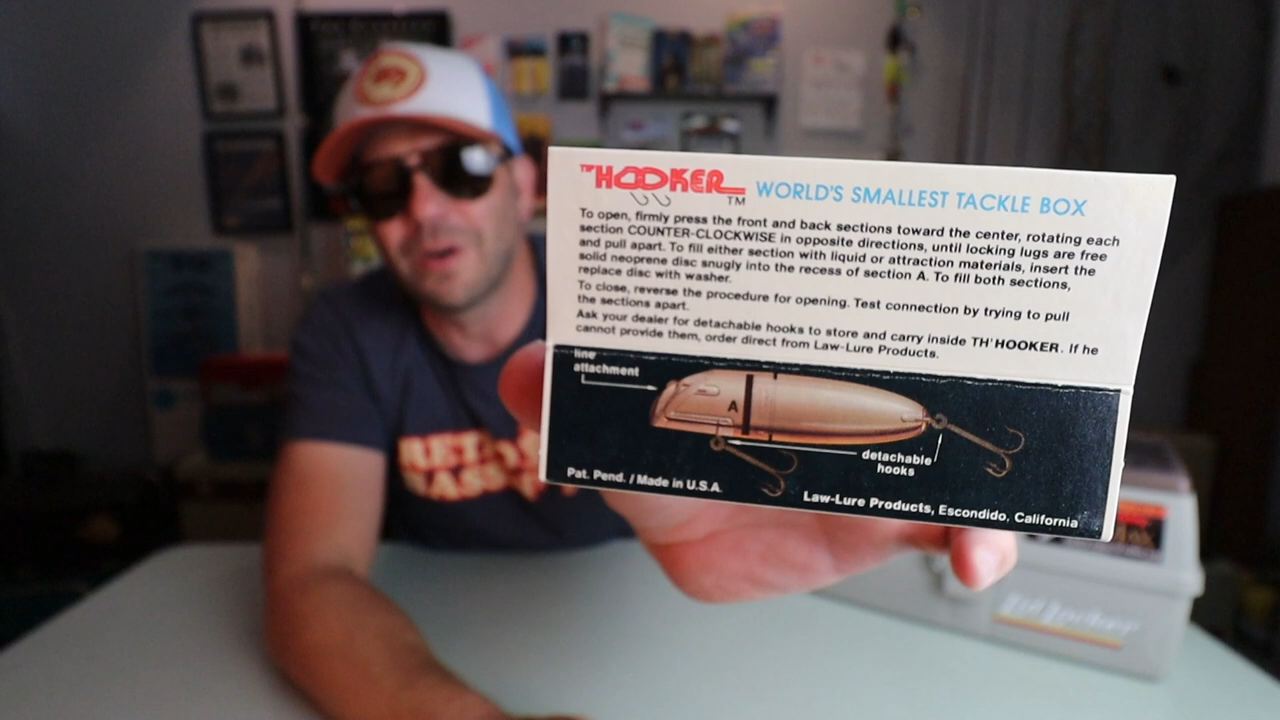 TH' HOOKER TM WORLD'S SMALLEST TACKLE BOX
To open, firmly press the front and back sections toward the center, rotating each
section COUNTER-CLOCKWISE in opposite directions, until locking lugs are free
and pull apart. To fill either section with liquid or attraction materials, insert the
solid neoprene disc snugly into the recess of section A. To fill both sections,
replace disc with washer.
To close, reverse the procedure for opening. Test connection by trying to pull
the sections apart.
Ask your dealer for detachable hooks to store and carry inside TH'HOOKER. If he
cannot provide them, order direct from Law-Lure Products.
line
attachment
A
detachable
hooks
Pat. Pend. / Made in U.S.A.
Law-Lure Products, Escondido, California